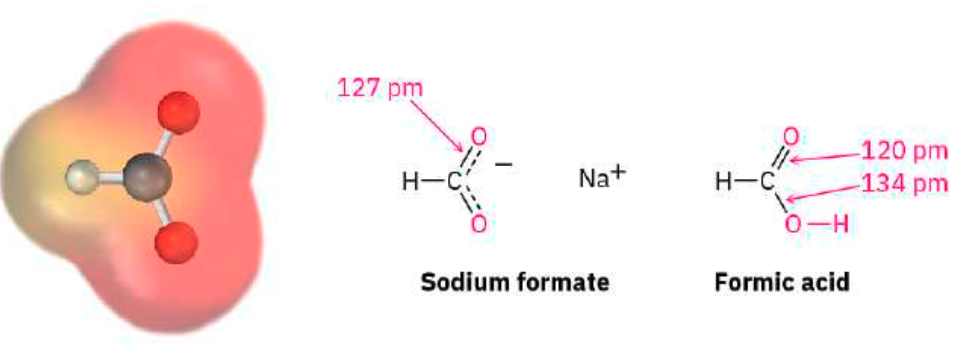 127 pm
O
H—C
–
O
Na+
Sodium formate
O
H—C
O—H
120 pm
134 pm
Formic acid